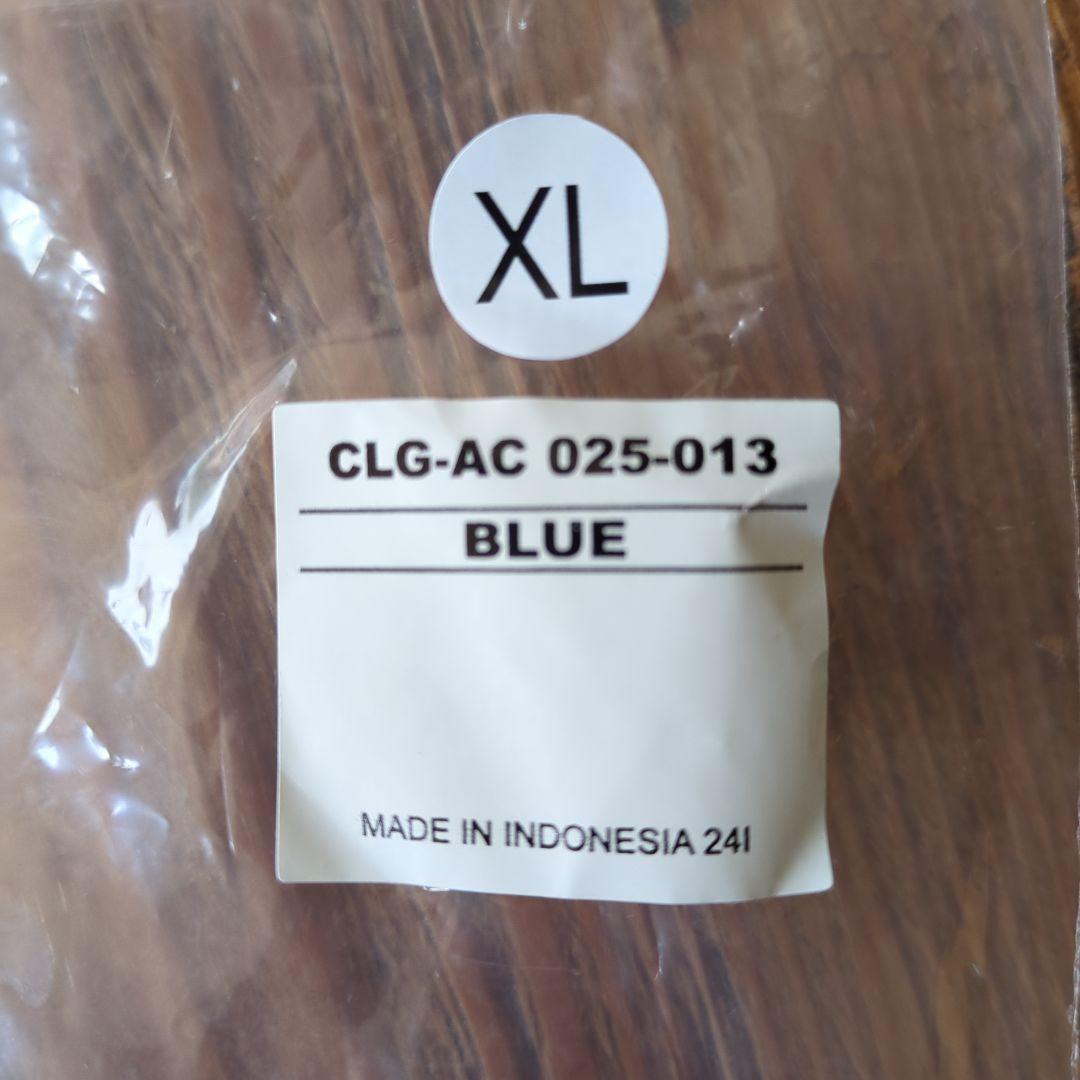 XL
CLG-AC 025-013
BLUE
MADE IN INDONESIA 24I